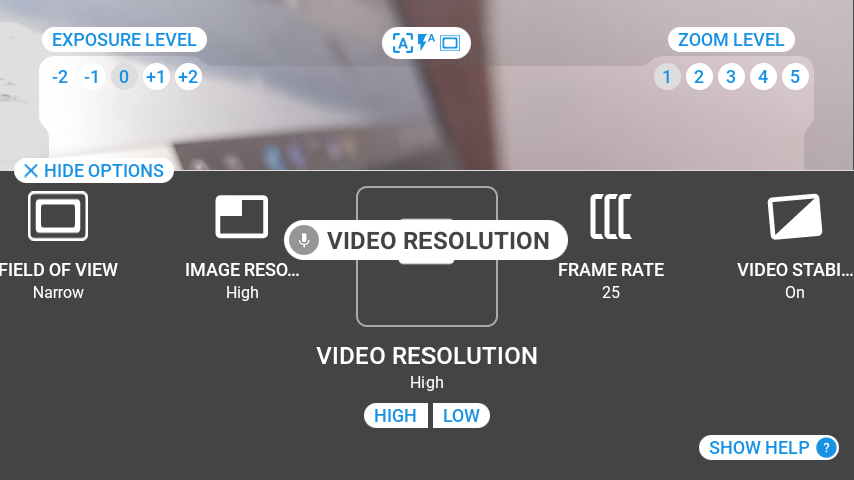 EXPOSURE LEVEL
-2 -1 0 +1 +2
A A
ZOOM LEVEL
1 2 3 4 5
HIDE OPTIONS
FIELD OF VIEW
Narrow
IMAGE RESO...
High
VIDEO RESOLUTION
FRAME RATE
25
VIDEO STABI...
On
VIDEO RESOLUTION
High
HIGH LOW
SHOW HELP ?